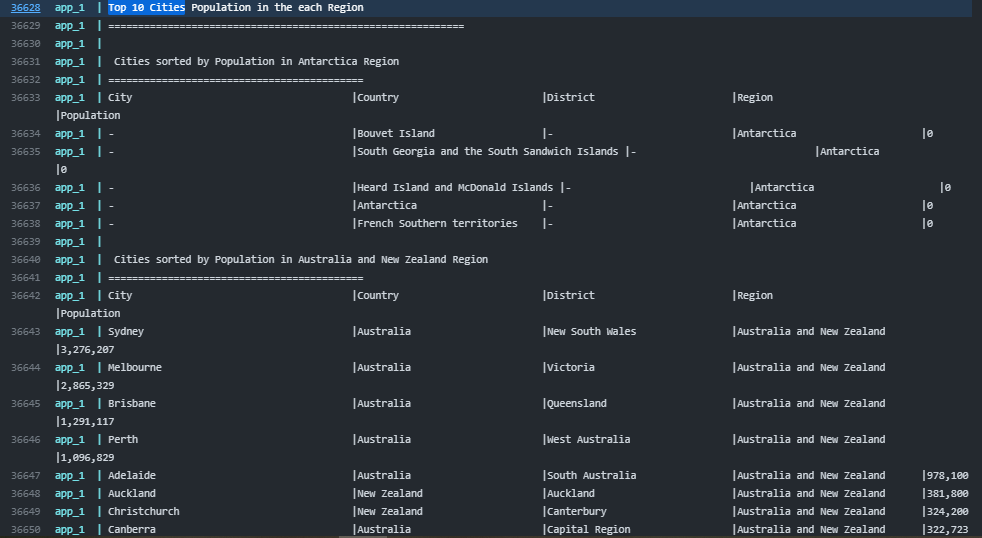 36628 app_1 | Top 10 Cities Population in the each Region
36629 app_1 | ============================================================
36630 app_1 |
36631 app_1 | Cities sorted by Population in Antarctica Region
36632 app_1 | ===========================================
36633 app_1 | City |Country |District |Region
|Population
36634 app_1 | - |Bouvet Island |- |Antarctica |0
36635 app_1 | - |South Georgia and the South Sandwich Islands |- |Antarctica
|0
36636 app_1 | - |Heard Island and McDonald Islands |- |Antarctica |0
36637 app_1 | - |Antarctica |- |Antarctica |0
36638 app_1 | - |French Southern territories |- |Antarctica |0
36639 app_1 |
36640 app_1 | Cities sorted by Population in Australia and New Zealand Region
36641 app_1 | ===========================================
36642 app_1 | City |Country |District |Region
|Population
36643 app_1 | Sydney |Australia |New South Wales |Australia and New Zealand
|3,276,207
36644 app_1 | Melbourne |Australia |Victoria |Australia and New Zealand
|2,865,329
36645 app_1 | Brisbane |Australia |Queensland |Australia and New Zealand
|1,291,117
36646 app_1 | Perth |Australia |West Australia |Australia and New Zealand
|1,096,829
36647 app_1 | Adelaide |Australia |South Australia |Australia and New Zealand |978,100
36648 app_1 | Auckland |New Zealand |Auckland |Australia and New Zealand |381,800
36649 app_1 | Christchurch |New Zealand |Canterbury |Australia and New Zealand |324,200
36650 app_1 | Canberra |Australia |Capital Region |Australia and New Zealand |322,723